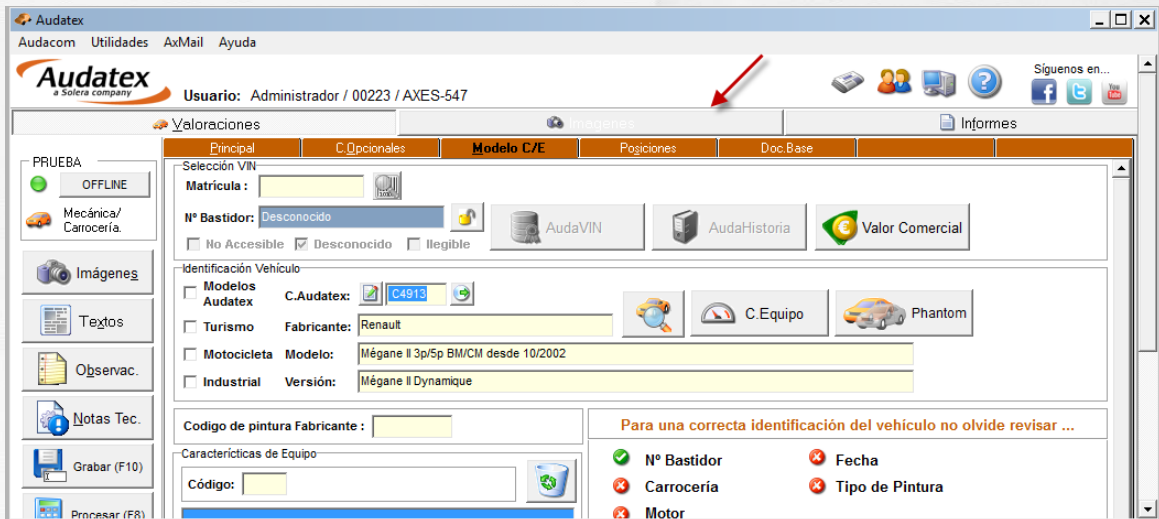 Audatex
Audacom Utilidades AxMail Ayuda
Audatex
a Solera company
Usuario: Administrador / 00223 / AXES-547
Síguenos en...
Valoraciones Imágenes Informes
Principal C.Opcionales Modelo C/E Posiciones Doc.Base
PRUEBA
OFFLINE
Mecánica/
Carrocería.
Imágenes
Textos
Observac.
Notas Tec.
Grabar (F10)
Procesar (F8)
Selección VIN
Matrícula :
Nº Bastidor: Desconocido
No Accesible Desconocido Ilegible
AudaVIN AudaHistoria Valor Comercial
Identificación Vehículo
Modelos
Audatex
C.Audatex: C4913
Turismo Fabricante: Renault
C.Equipo Phantom
Motocicleta Modelo: Mégane II 3p/5p BM/CM desde 10/2002
Industrial Versión: Mégane II Dynamique
Codigo de pintura Fabricante :
Características de Equipo
Código:
Para una correcta identificación del vehículo no olvide revisar ...
Nº Bastidor Fecha
Carrocería Tipo de Pintura
Motor